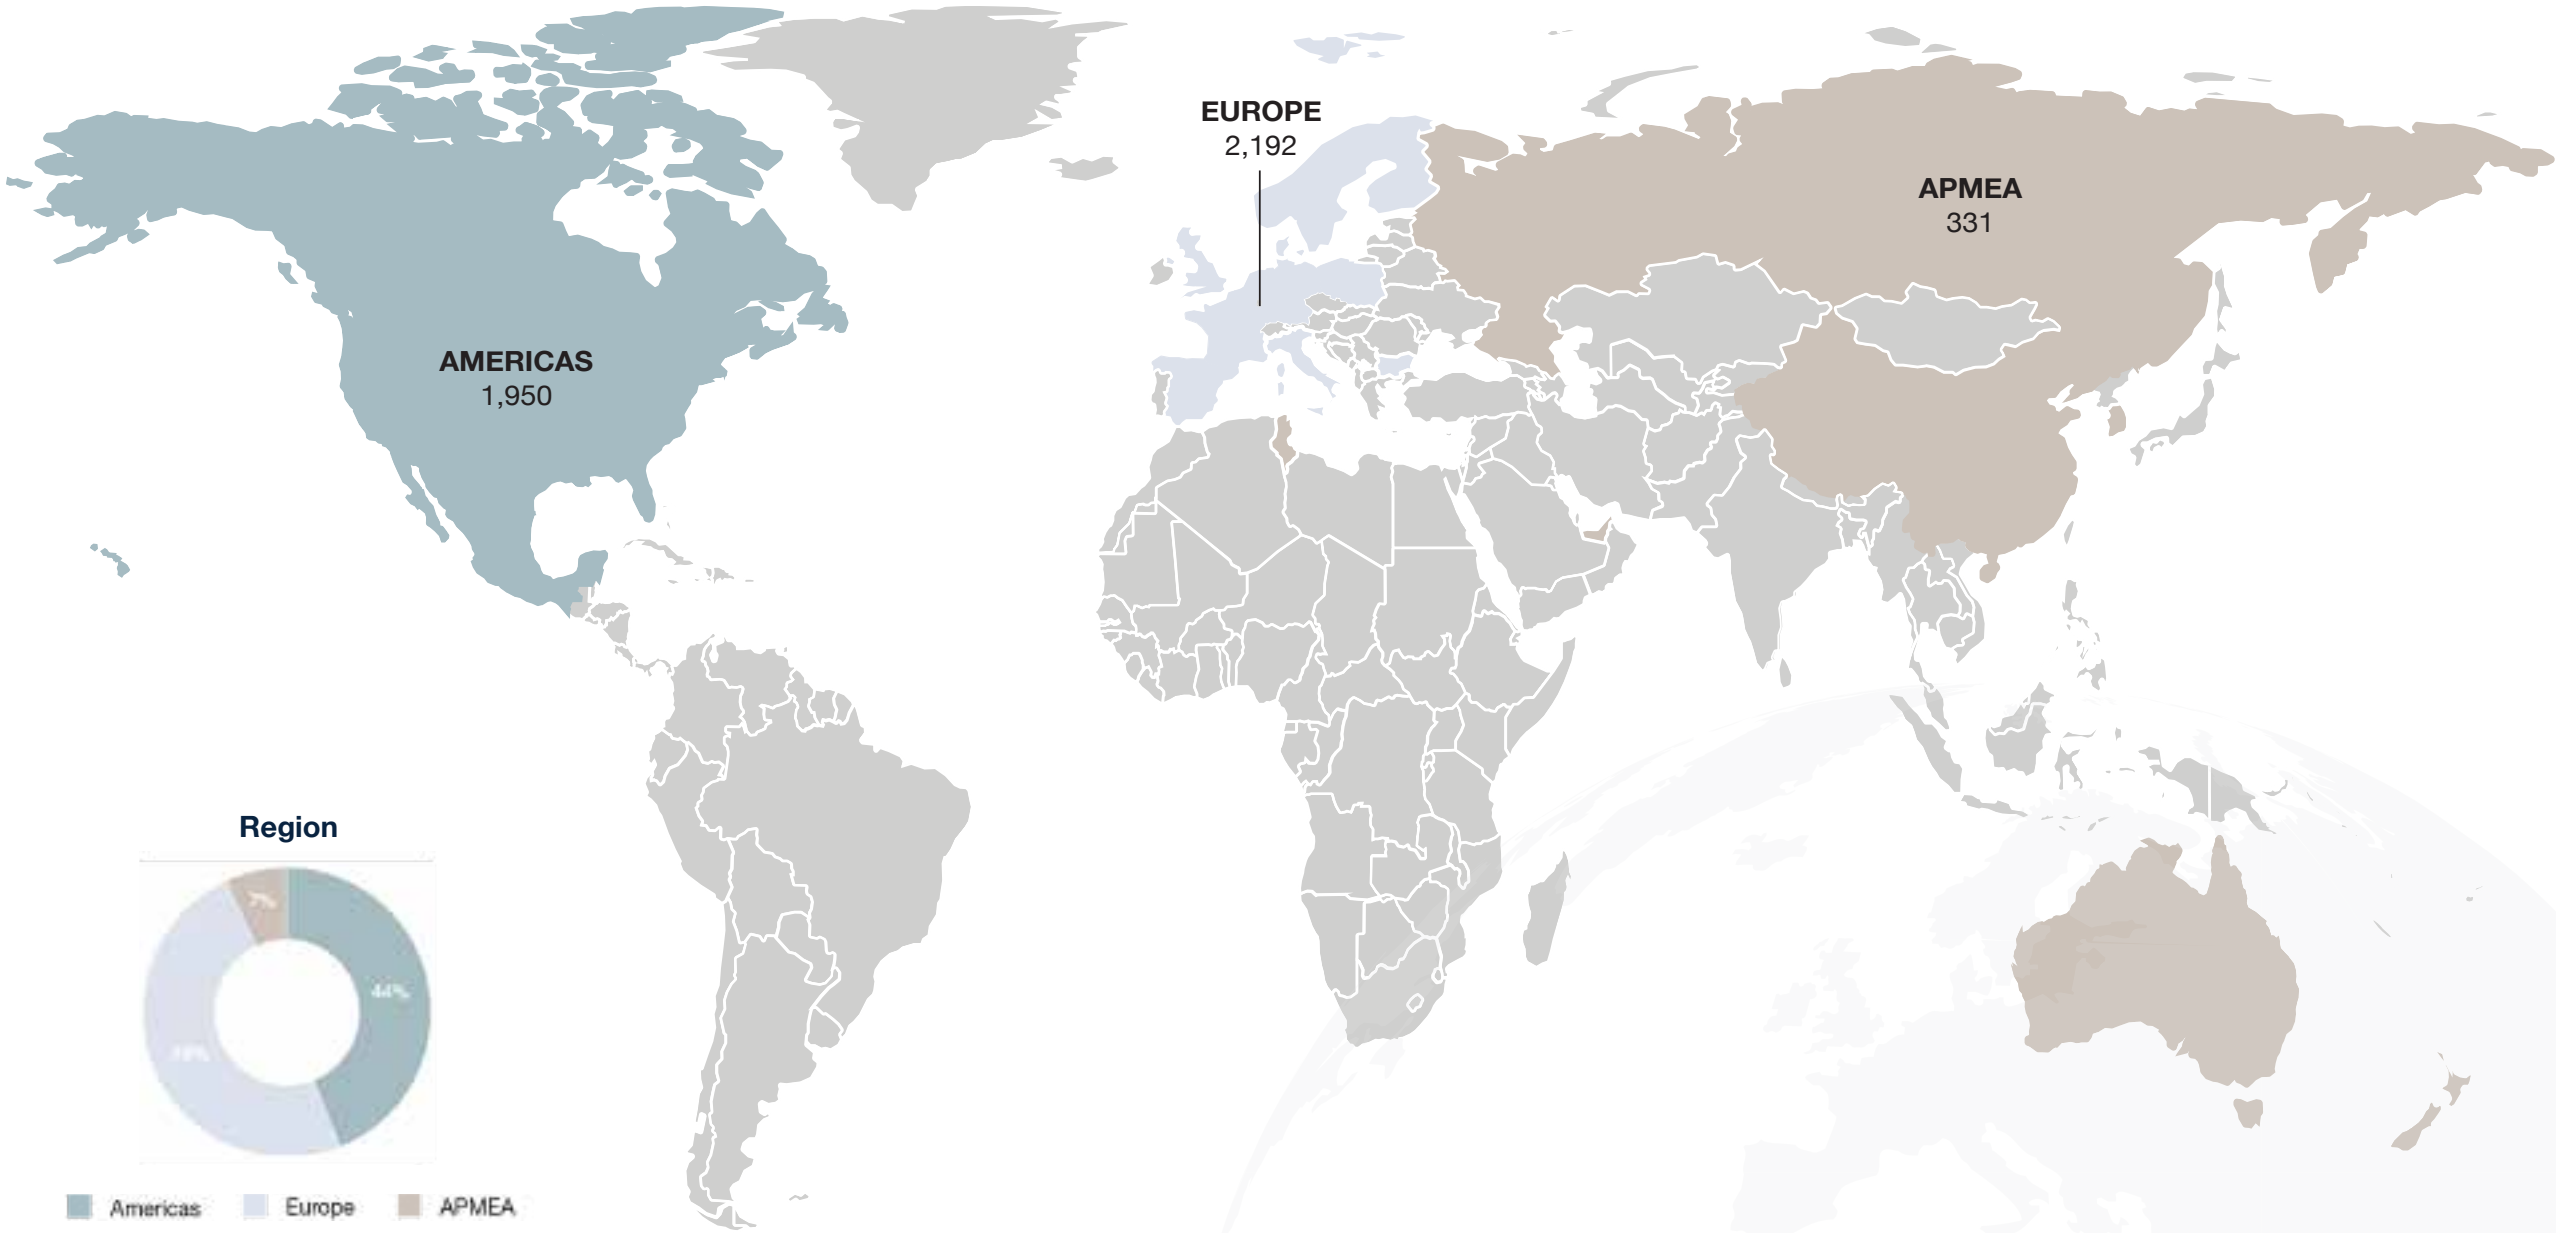 EUROPE
2,192
APMEA
331
AMERICAS
1,950
Region
7%
44%
Americas
Europe
APMEA